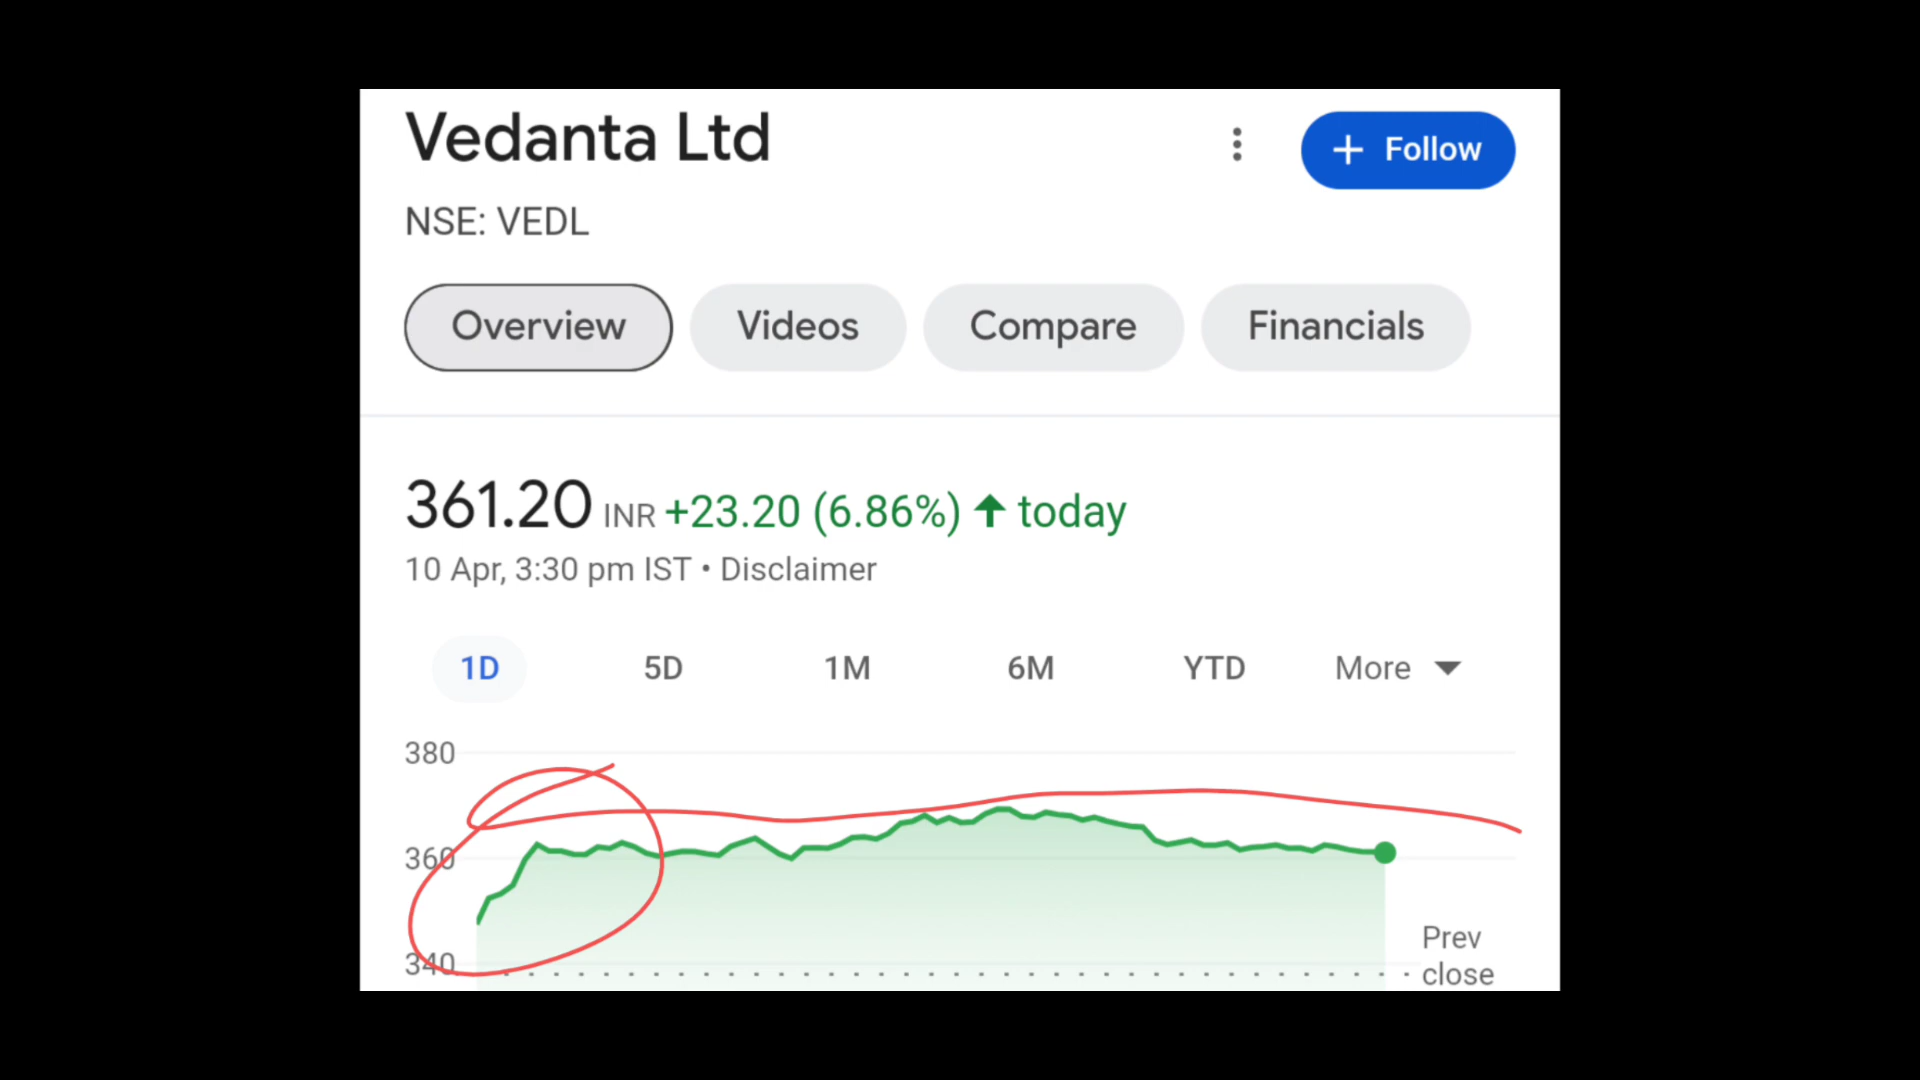 Vedanta Ltd
+ Follow
NSE: VEDL
Overview Videos Compare Financials
361.20 INR +23.20 (6.86%) ↑ today
10 Apr, 3:30 pm IST • Disclaimer
1D 5D 1M 6M YTD More
380
360
340
Prev
close